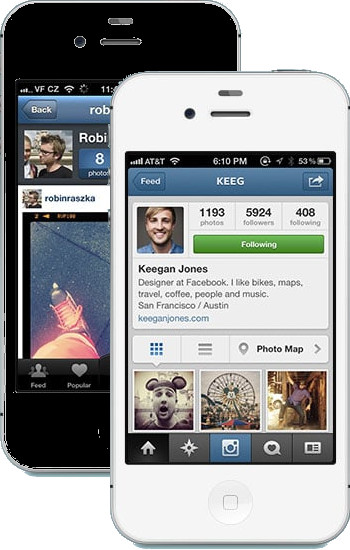 VF CZ
11:
Back
rob
Robi
8
photo
robinraszka
Feed
Popular
AT&T
6:10 PM
53%
Feed
KEEG
1193
photos
5924
followers
408
following
Following
Keegan Jones
Designer at Facebook. I like bikes, maps,
travel, coffee, people and music.
San Francisco / Austin
keeganjones.com
Photo Map